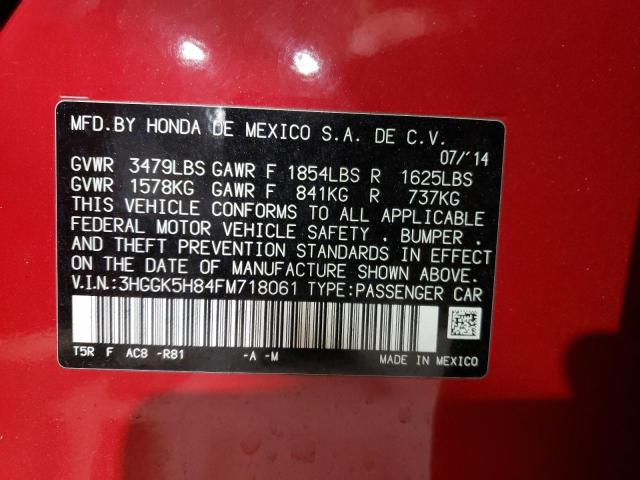 MFD.BY HONDA DE MEXICO S.A. DE C.V.
07/'14
GVWR 3479LBS GAWR F 1854LBS R 1625LBS
GVWR 1578KG GAWR F 841KG R 737KG
THIS VEHICLE CONFORMS TO ALL APPLICABLE
FEDERAL MOTOR VEHICLE SAFETY , BUMPER ,
AND THEFT PREVENTION STANDARDS IN EFFECT
ON THE DATE OF MANUFACTURE SHOWN ABOVE.
V.I.N.:3HGGK5H84FM718061 TYPE:PASSENGER CAR
T5R F AC8 -R81 -A -M MADE IN MEXICO